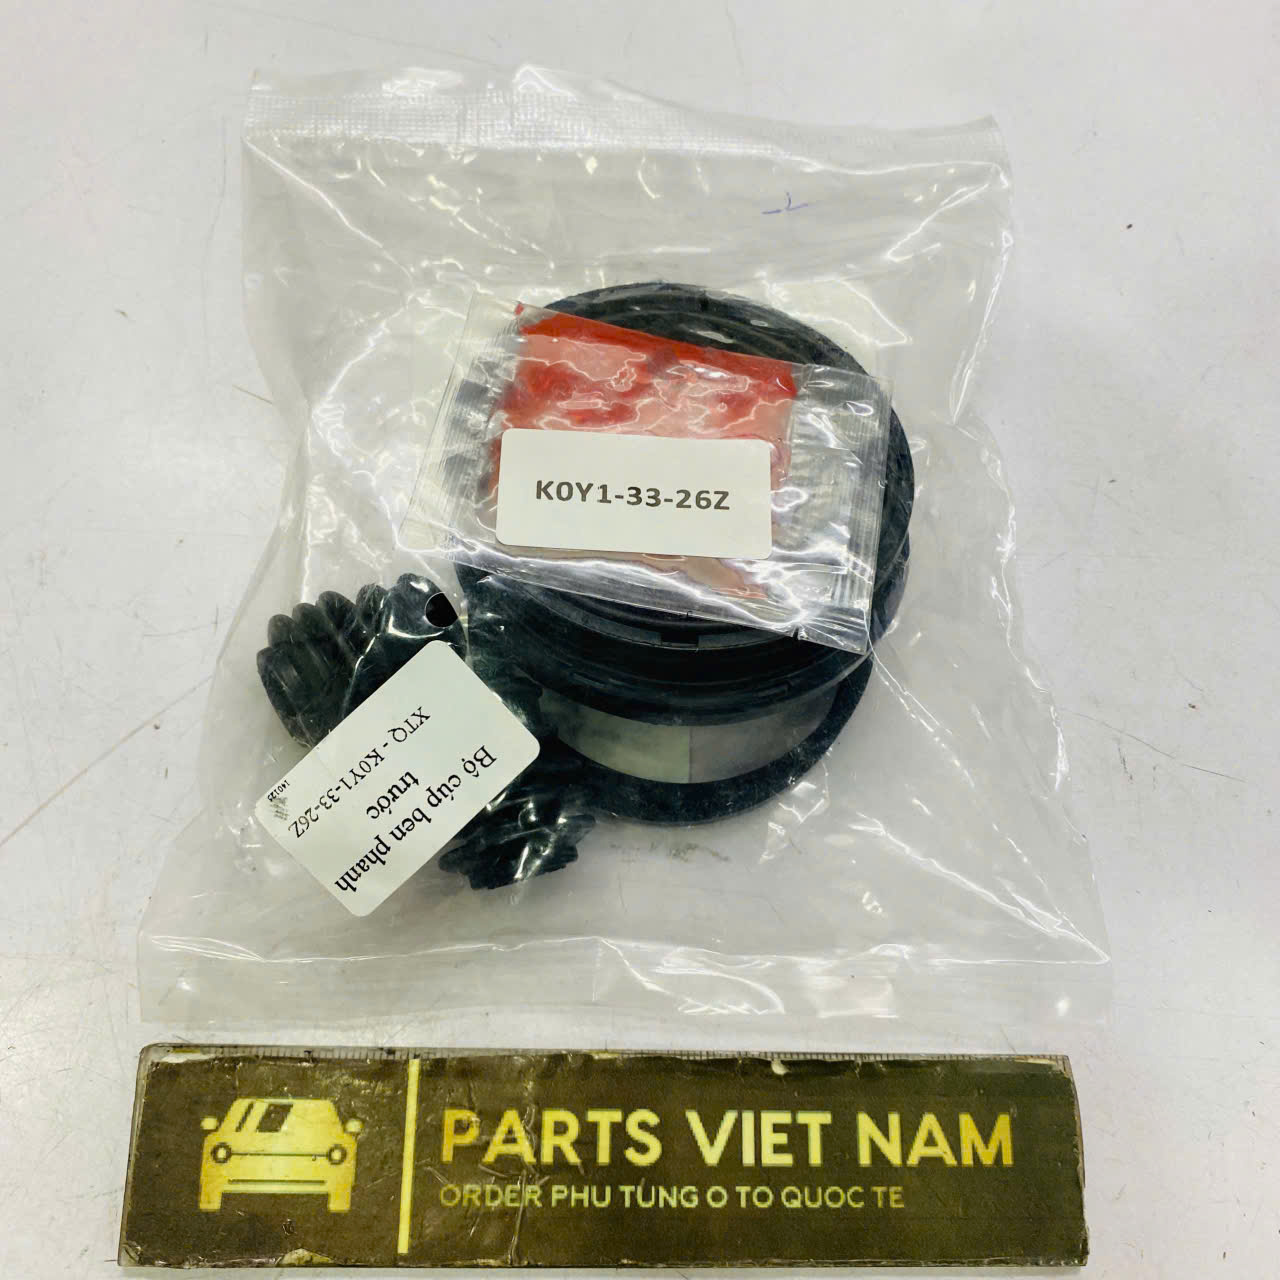 K0Y1-33-26Z
Bộ cúp ben phanh
trước
XTQ - K0Y1-33-26Z
140125
PARTS VIET NAM
ORDER PHU TUNG O TO QUOC TE